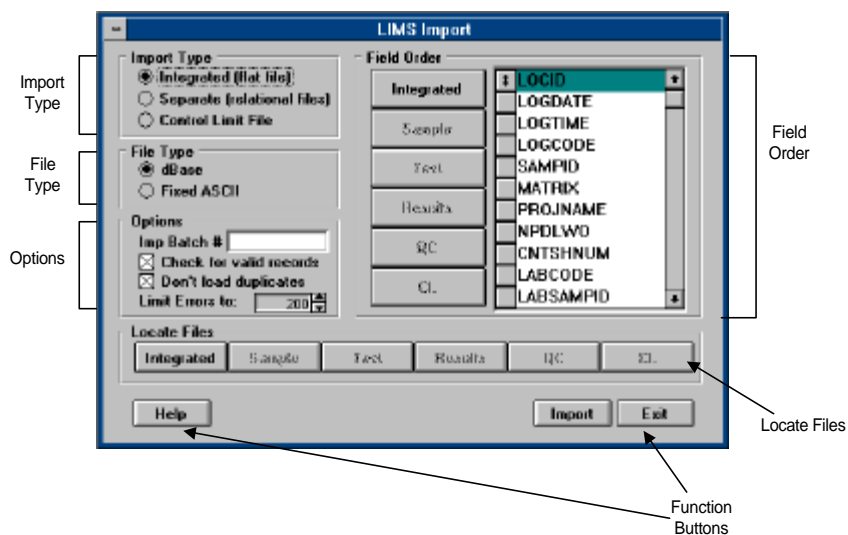 LIMS Import
Import Type
Integrated (flat file)
Separate (relational files)
Control Limit File
File Type
dBase
Fixed ASCII
Options
Imp Batch #
Check for valid records
Don't load duplicates
Limit Errors to: 200
Field Order
Integrated
Sample
Test
Results
QC
CL
LOCID
LOGDATE
LOGTIME
LOGCODE
SAMPID
MATRIX
PROJNAME
NPDLWO
CNTSHNUM
LABCODE
LABSAMPID
Locate Files
Integrated Sample Test Results QC CL
Help Import Exit
Import
Type
File
Type
Options
Field
Order
Locate Files
Function
Buttons